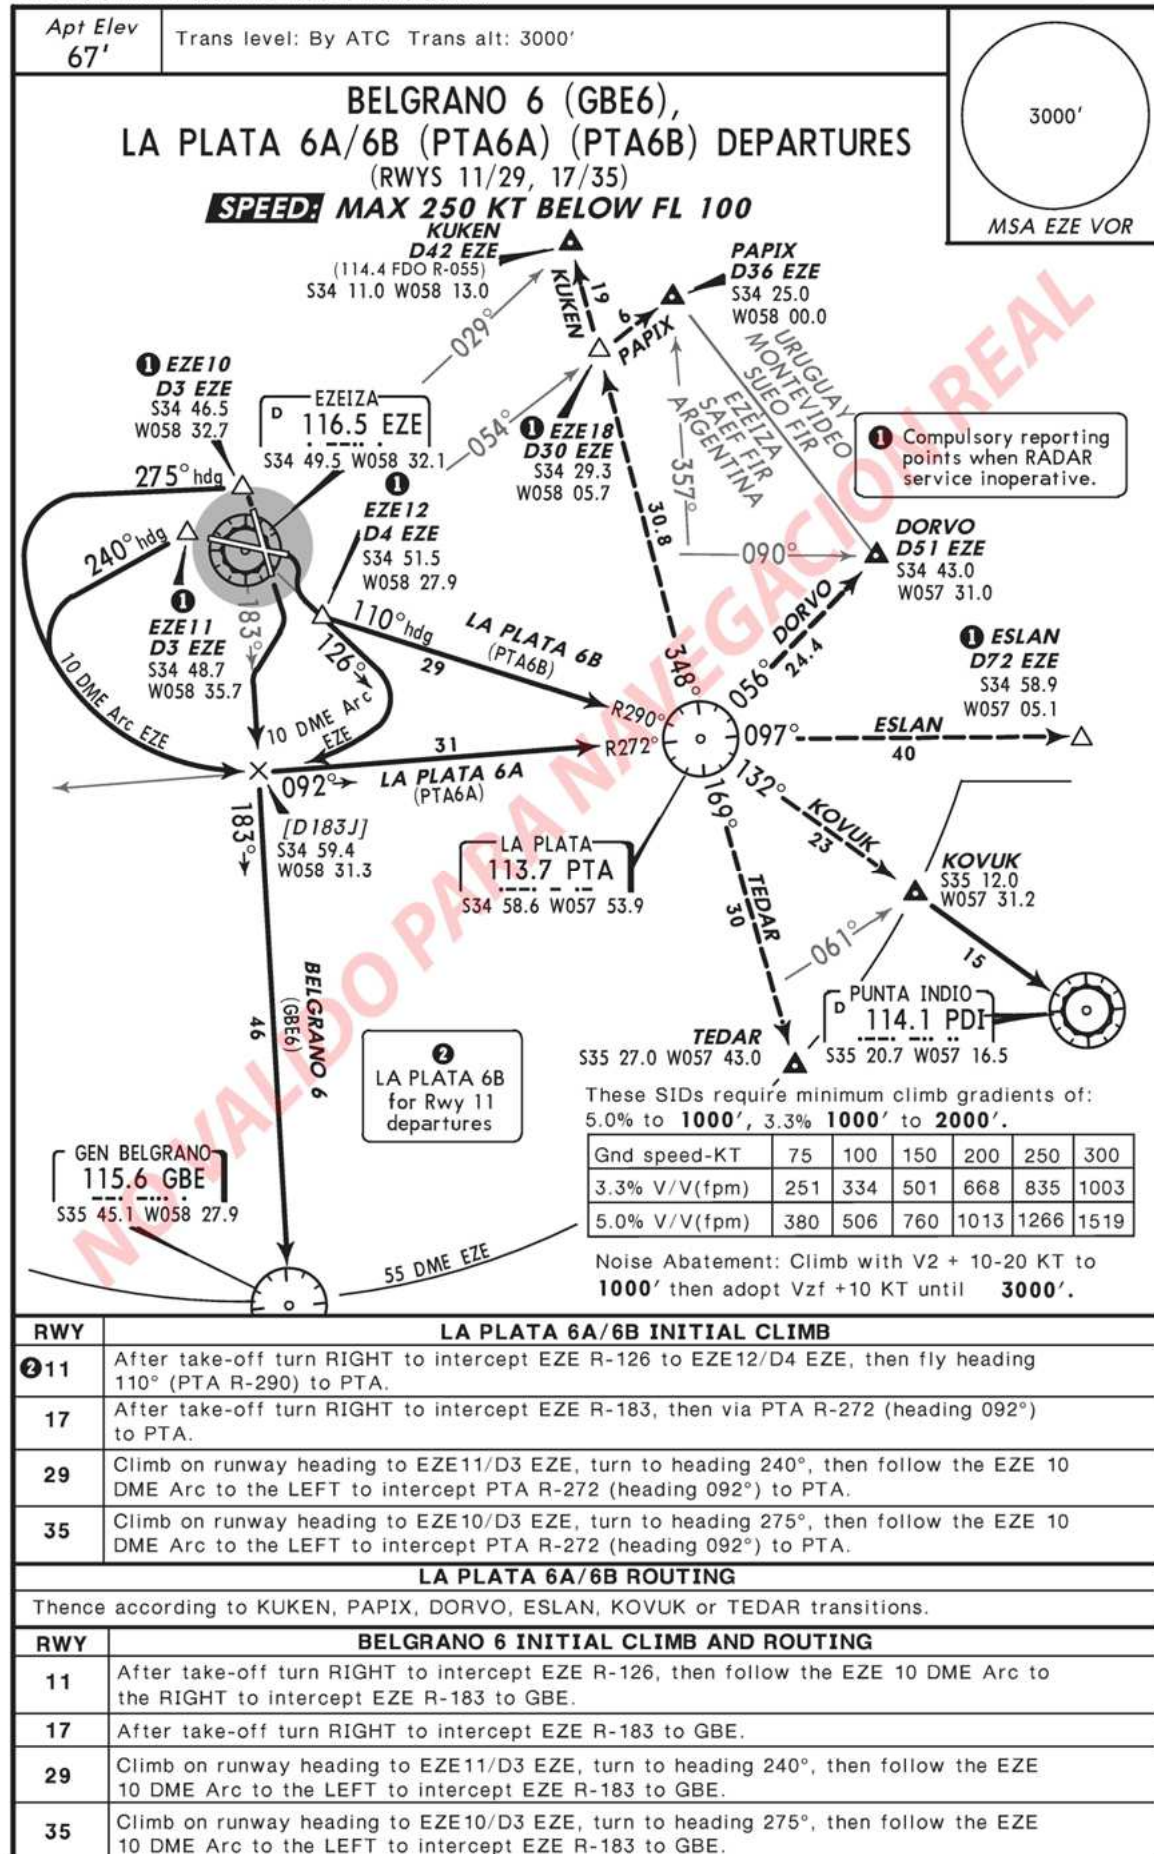 Apt Elev
67'
Trans level: By ATC Trans alt: 3000'
3000'
MSA EZE VOR
BELGRANO 6 (GBE6),
LA PLATA 6A/6B (PTA6A) (PTA6B) DEPARTURES
(RWYS 11/29, 17/35)
SPEED: MAX 250 KT BELOW FL 100
KUKEN
D42 EZE
(114.4 FDO R-055)
S34 11.0 W058 13.0
PAPIX
D36 EZE
S34 25.0
W058 00.0
KUKEN
19
6
PAPIX
029°
054°
1 EZE10
D3 EZE
S34 46.5
W058 32.7
EZEIZA
D 116.5 EZE
S34 49.5 W058 32.1
1 EZE18
D30 EZE
S34 29.3
W058 05.7
URUGUAY
MONTEVIDEO
SUEO FIR
EZEIZA
SAEF FIR
ARGENTINA
1 Compulsory reporting
points when RADAR
service inoperative.
275° hdg
240° hdg
1
EZE12
D4 EZE
S34 51.5
W058 27.9
357°
30.8
090°
DORVO
D51 EZE
S34 43.0
W057 31.0
1
EZE11
D3 EZE
S34 48.7
W058 35.7
183°
110° hdg
126°
29
LA PLATA 6B
(PTA6B)
348°
056°
DORVO
24.4
1 ESLAN
D72 EZE
S34 58.9
W057 05.1
10 DME Arc EZE
10 DME Arc
EZE
R290°
R272°
31
097°
ESLAN
40
092°
LA PLATA 6A
(PTA6A)
183°
[D183J]
S34 59.4
W058 31.3
LA PLATA
113.7 PTA
S34 58.6 W057 53.9
169°
132°
KOVUK
23
TEDAR
30
KOVUK
S35 12.0
W057 31.2
061°
15
46
BELGRANO 6
(GBE6)
2
LA PLATA 6B
for Rwy 11
departures
PUNTA INDIO
D 114.1 PDI
S35 20.7 W057 16.5
TEDAR
S35 27.0 W057 43.0
These SIDs require minimum climb gradients of:
5.0% to 1000', 3.3% 1000' to 2000'.
Gnd speed-KT 75 100 150 200 250 300
3.3% V/V(fpm) 251 334 501 668 835 1003
5.0% V/V(fpm) 380 506 760 1013 1266 1519
Noise Abatement: Climb with V2 + 10-20 KT to
1000' then adopt Vzf +10 KT until 3000'.
GEN BELGRANO
115.6 GBE
S35 45.1 W058 27.9
55 DME EZE
NO VALIDO PARA NAVEGACION REAL
RWY LA PLATA 6A/6B INITIAL CLIMB
2 11 After take-off turn RIGHT to intercept EZE R-126 to EZE12/D4 EZE, then fly heading
110° (PTA R-290) to PTA.
17 After take-off turn RIGHT to intercept EZE R-183, then via PTA R-272 (heading 092°)
to PTA.
29 Climb on runway heading to EZE11/D3 EZE, turn to heading 240°, then follow the EZE 10
DME Arc to the LEFT to intercept PTA R-272 (heading 092°) to PTA.
35 Climb on runway heading to EZE10/D3 EZE, turn to heading 275°, then follow the EZE 10
DME Arc to the LEFT to intercept PTA R-272 (heading 092°) to PTA.
LA PLATA 6A/6B ROUTING
Thence according to KUKEN, PAPIX, DORVO, ESLAN, KOVUK or TEDAR transitions.
RWY BELGRANO 6 INITIAL CLIMB AND ROUTING
11 After take-off turn RIGHT to intercept EZE R-126, then follow the EZE 10 DME Arc to
the RIGHT to intercept EZE R-183 to GBE.
17 After take-off turn RIGHT to intercept EZE R-183 to GBE.
29 Climb on runway heading to EZE11/D3 EZE, turn to heading 240°, then follow the EZE
10 DME Arc to the LEFT to intercept EZE R-183 to GBE.
35 Climb on runway heading to EZE10/D3 EZE, turn to heading 275°, then follow the EZE
10 DME Arc to the LEFT to intercept EZE R-183 to GBE.